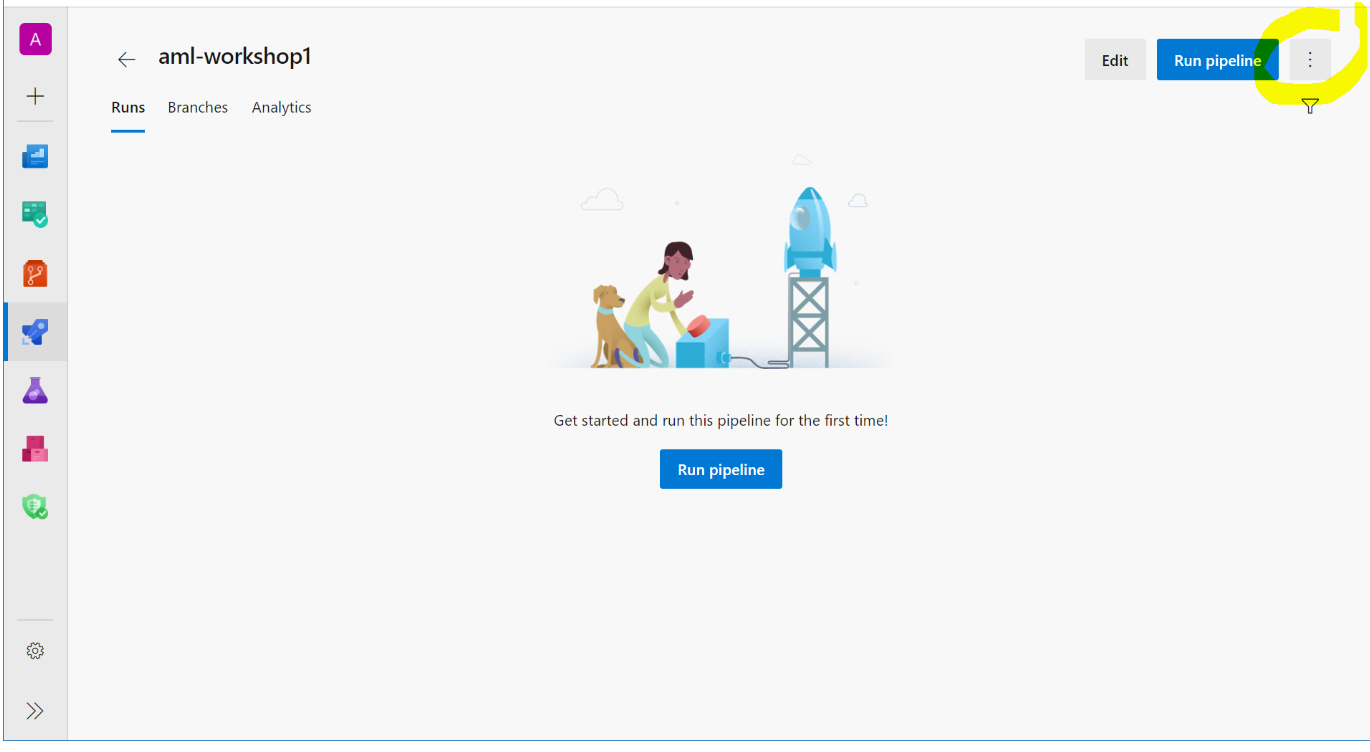 A
aml-workshop1
Edit
Run pipeline
Runs
Branches
Analytics
Get started and run this pipeline for the first time!
Run pipeline